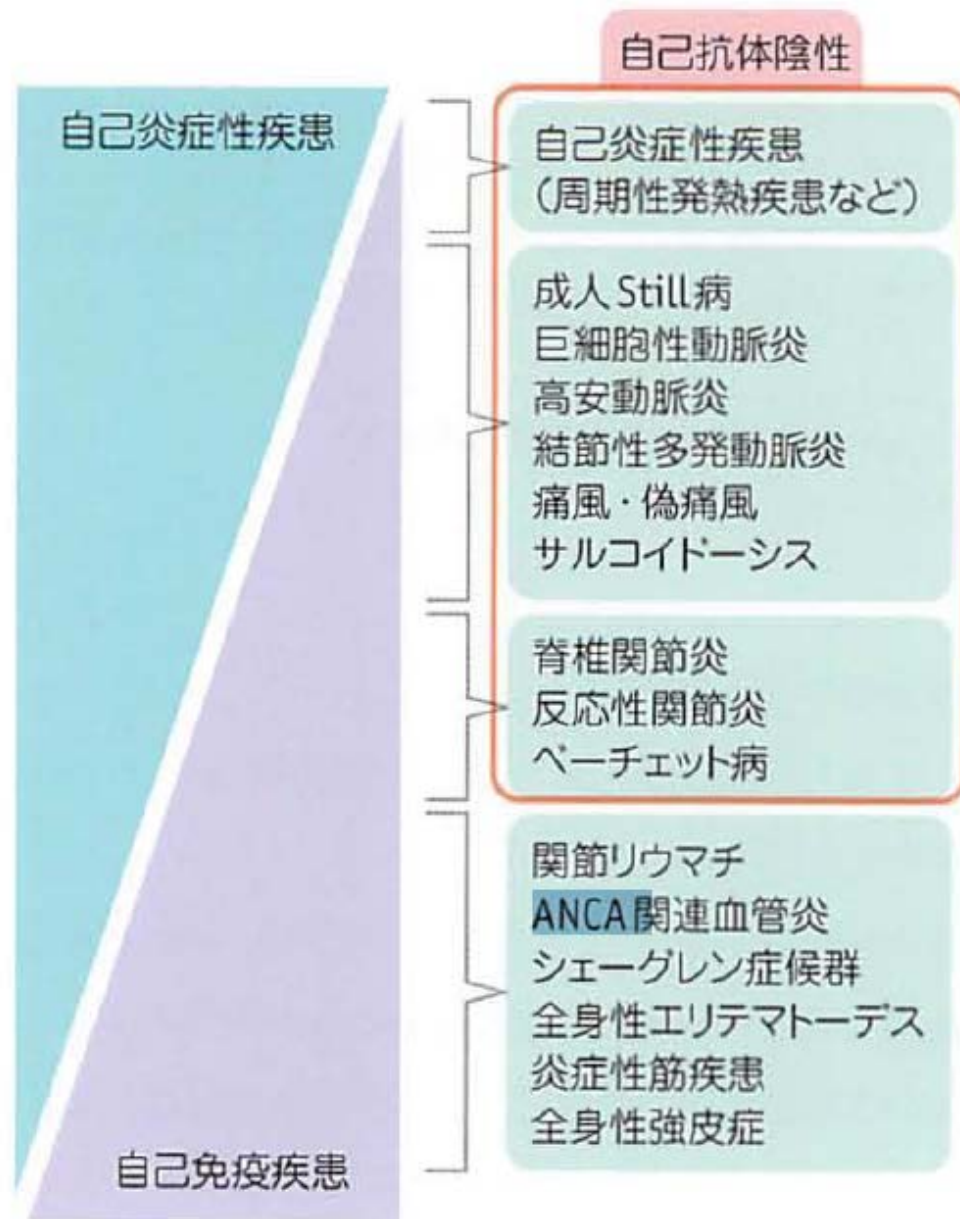 自己抗体陰性
自己炎症性疾患
自己炎症性疾患
（周期性発熱疾患など）
成人Still病
巨細胞性動脈炎
高安動脈炎
結節性多発動脈炎
痛風・偽痛風
サルコイドーシス
脊椎関節炎
反応性関節炎
ベーチェット病
関節リウマチ
ANCA関連血管炎
シェーグレン症候群
全身性エリテマトーデス
炎症性筋疾患
全身性強皮症
自己免疫疾患